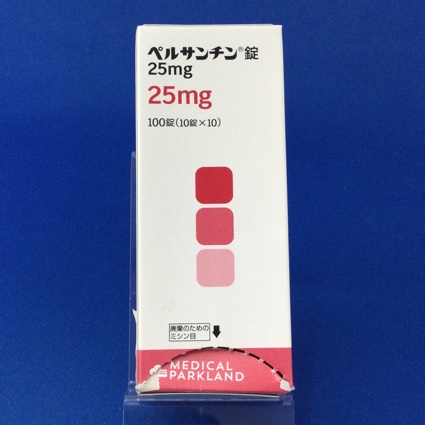 ペルサンチン®錠
25mg
25mg
100錠(10錠×10)
廃棄のための
ミシン目
MEDICAL
PARKLAND